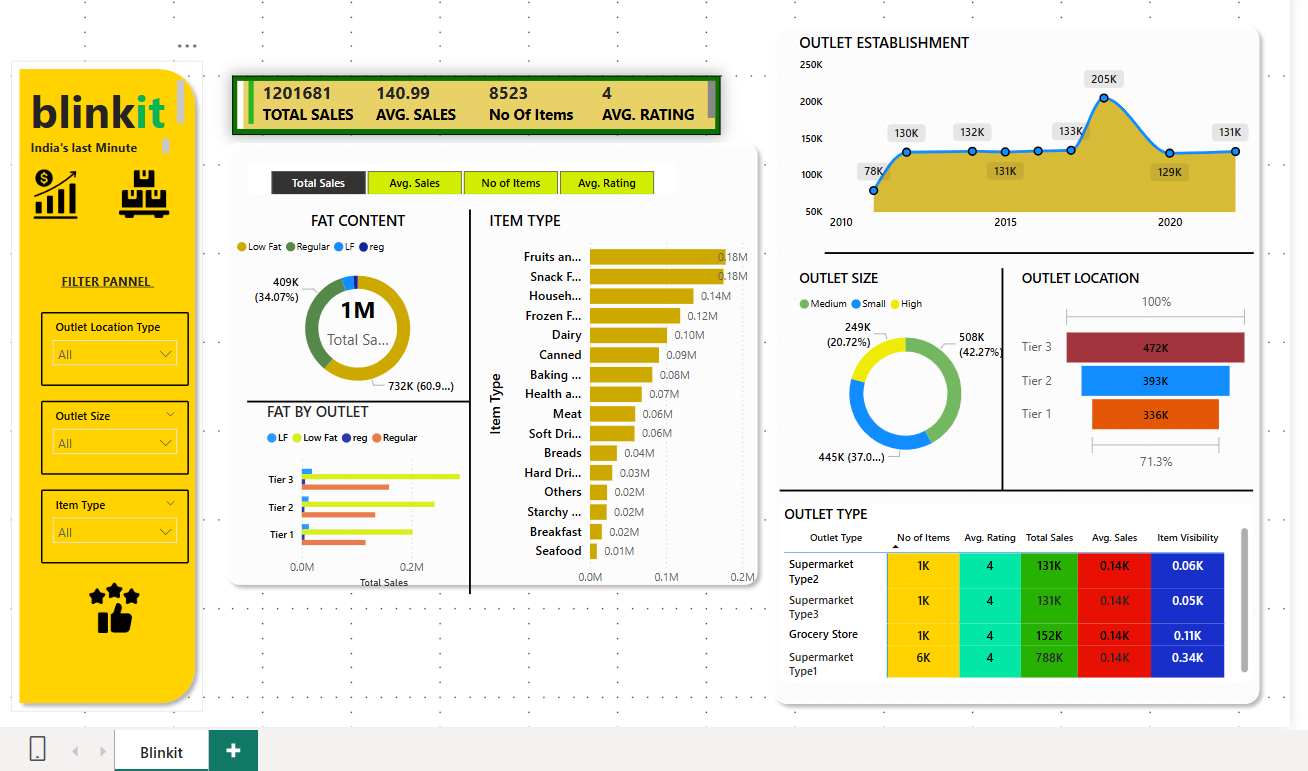 blinkit
India's last Minute
FILTER PANNEL
Outlet Location Type
All
Outlet Size
All
Item Type
All
1201681
TOTAL SALES
140.99
AVG. SALES
8523
No Of Items
4
AVG. RATING
Total Sales
Avg. Sales
No of Items
Avg. Rating
FAT CONTENT
Low Fat Regular LF reg
409K
(34.07%)
1M
Total Sa...
732K (60.9...)
FAT BY OUTLET
LF Low Fat reg Regular
Tier 3
Tier 2
Tier 1
0.0M 0.2M
Total Sales
ITEM TYPE
Item Type
Fruits an... 0.18M
Snack F... 0.18M
Househ... 0.14M
Frozen F... 0.12M
Dairy 0.10M
Canned 0.09M
Baking ... 0.08M
Health a... 0.07M
Meat 0.06M
Soft Dri... 0.06M
Breads 0.04M
Hard Dri... 0.03M
Others 0.02M
Starchy ... 0.02M
Breakfast 0.02M
Seafood 0.01M
0.0M 0.1M 0.2M
OUTLET ESTABLISHMENT
250K
200K
150K
100K
50K
78K
130K
132K
131K
133K
205K
129K
131K
2010 2015 2020
OUTLET SIZE
Medium Small High
249K
(20.72%)
508K
(42.27%)
445K (37.0...)
OUTLET LOCATION
100%
Tier 3 472K
Tier 2 393K
Tier 1 336K
71.3%
OUTLET TYPE
Outlet Type No of Items Avg. Rating Total Sales Avg. Sales Item Visibility
Supermarket 1K 4 131K 0.14K 0.06K
Type2
Supermarket 1K 4 131K 0.14K 0.05K
Type3
Grocery Store 1K 4 152K 0.14K 0.11K
Supermarket 6K 4 788K 0.14K 0.34K
Type1
Blinkit